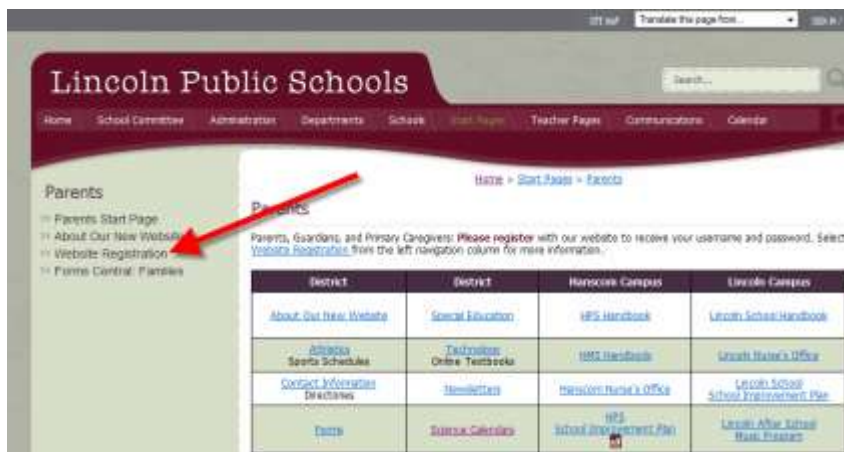 Translate this page from...
Lincoln Public Schools
Search...
Home School Committee Administration Departments Schools Start Pages Teacher Pages Communications Calendar
Home > Start Pages > Parents
Parents
Parents
Parents Start Page
About Our New Website
Website Registration
Forms Central: Families
Parents, Guardians, and Primary Caregivers: Please register with our website to receive your username and password. Select
Website Registration from the left navigation column for more information.
District District Hanscom Campus Lincoln Campus
About Our New Website Special Education HPS Handbook Lincoln School Handbook
Athletics Technology HMS Handbook Lincoln Nurse's Office
Sports Schedules Online Textbooks
Contact Information Newsletters Hanscom Nurse's Office Lincoln School
Directories School Improvement Plan
Forms Science Calendars HPS Lincoln After School
School Improvement Plan Music Program